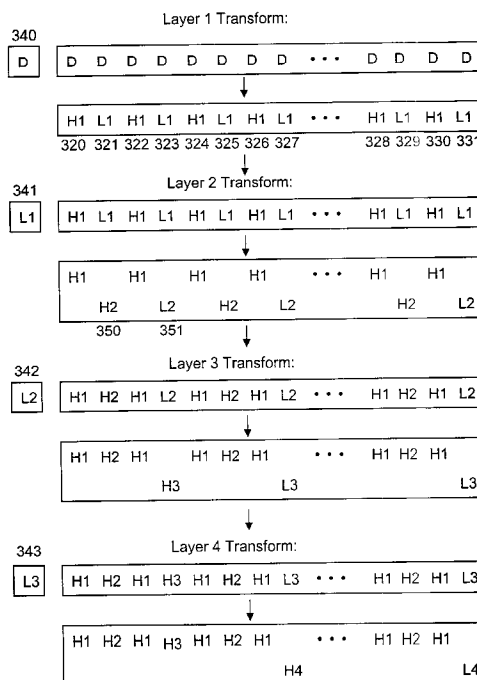 Layer 1 Transform:
340
D D D D D D D D D • • • D D D D
H1 L1 H1 L1 H1 L1 H1 L1 • • • H1 L1 H1 L1
320 321 322 323 324 325 326 327 328 329 330 331
Layer 2 Transform:
341
L1 H1 L1 H1 L1 H1 L1 H1 L1 • • • H1 L1 H1 L1
H1 H1 H1 H1 • • • H1 H1
H2 L2 H2 L2 H2 L2
350 351
Layer 3 Transform:
342
L2 H1 H2 H1 L2 H1 H2 H1 L2 • • • H1 H2 H1 L2
H1 H2 H1 H1 H2 H1 • • • H1 H2 H1
H3 L3 L3
Layer 4 Transform:
343
L3 H1 H2 H1 H3 H1 H2 H1 L3 • • • H1 H2 H1 L3
H1 H2 H1 H3 H1 H2 H1 • • • H1 H2 H1
H4 L4